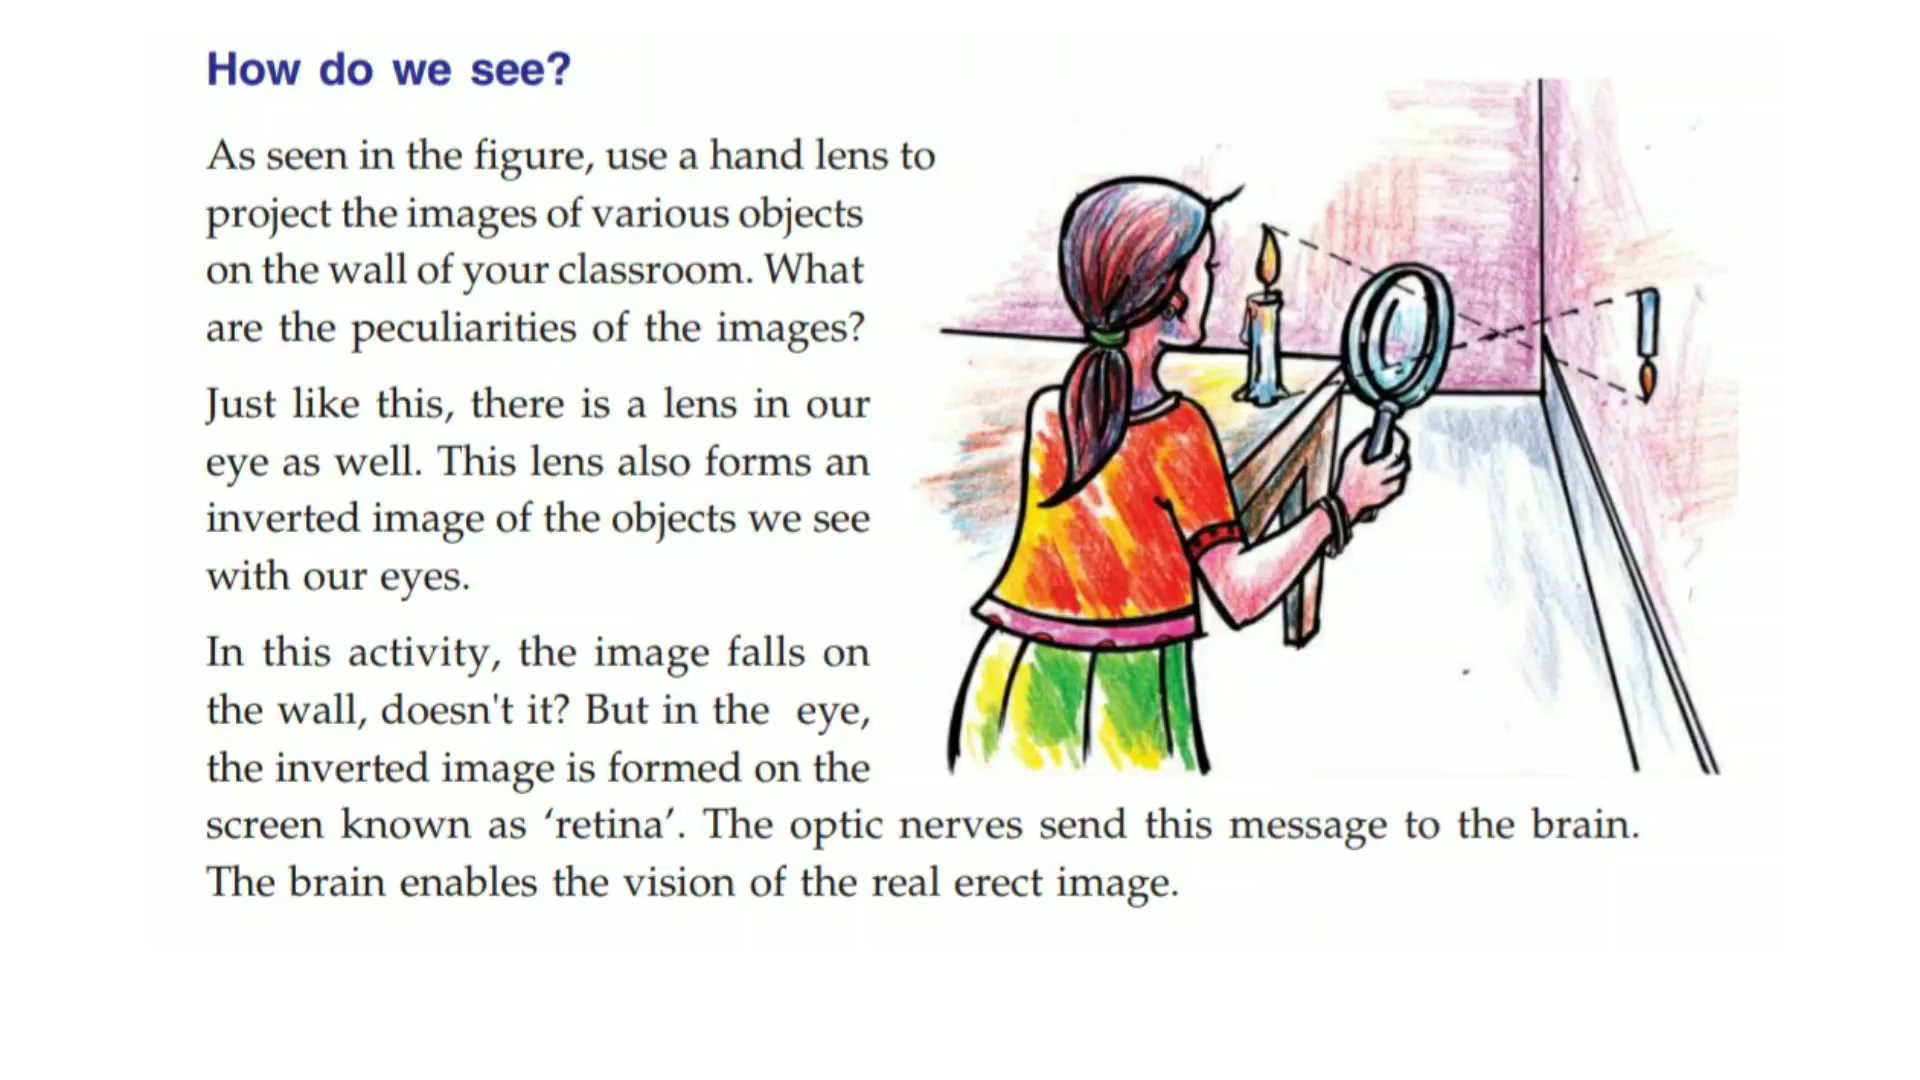 How do we see?
As seen in the figure, use a hand lens to
project the images of various objects
on the wall of your classroom. What
are the peculiarities of the images?
Just like this, there is a lens in our
eye as well. This lens also forms an
inverted image of the objects we see
with our eyes.
In this activity, the image falls on
the wall, doesn't it? But in the eye,
the inverted image is formed on the
screen known as ‘retina’. The optic nerves send this message to the brain.
The brain enables the vision of the real erect image.